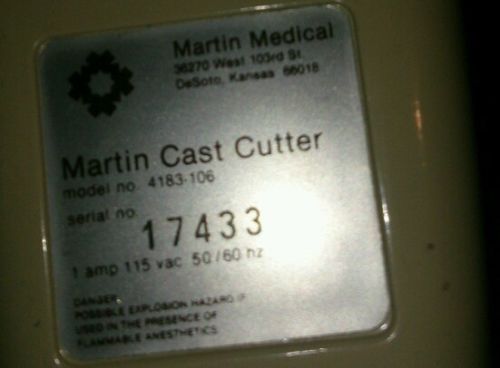 Martin Medical
36270 West 103rd St.
DeSoto, Kansas 66018
Martin Cast Cutter
model no. 4183-106
serial no.
17433
1 amp 115 vac 50/60 hz
DANGER,
POSSIBLE EXPLOSION HAZARD IF
USED IN THE PRESENCE OF
FLAMMABLE ANESTHETICS